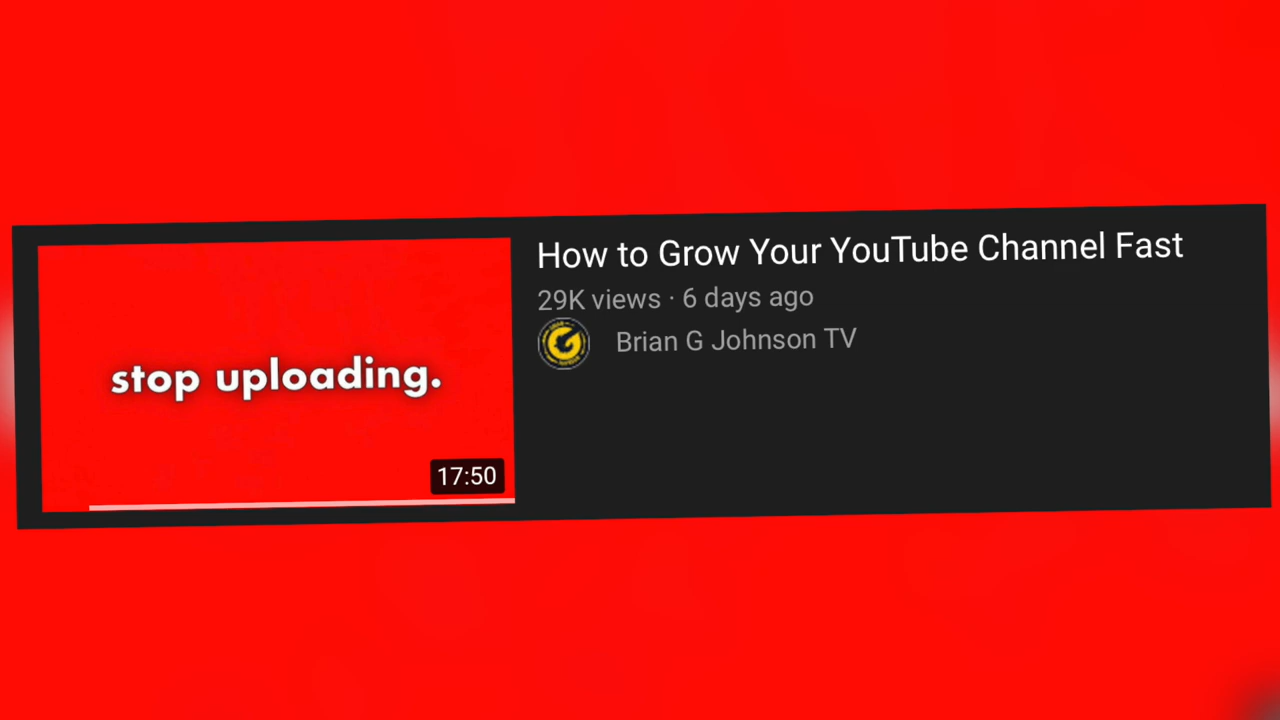 How to Grow Your YouTube Channel Fast
29K views · 6 days ago
Brian G Johnson TV
stop uploading.
17:50